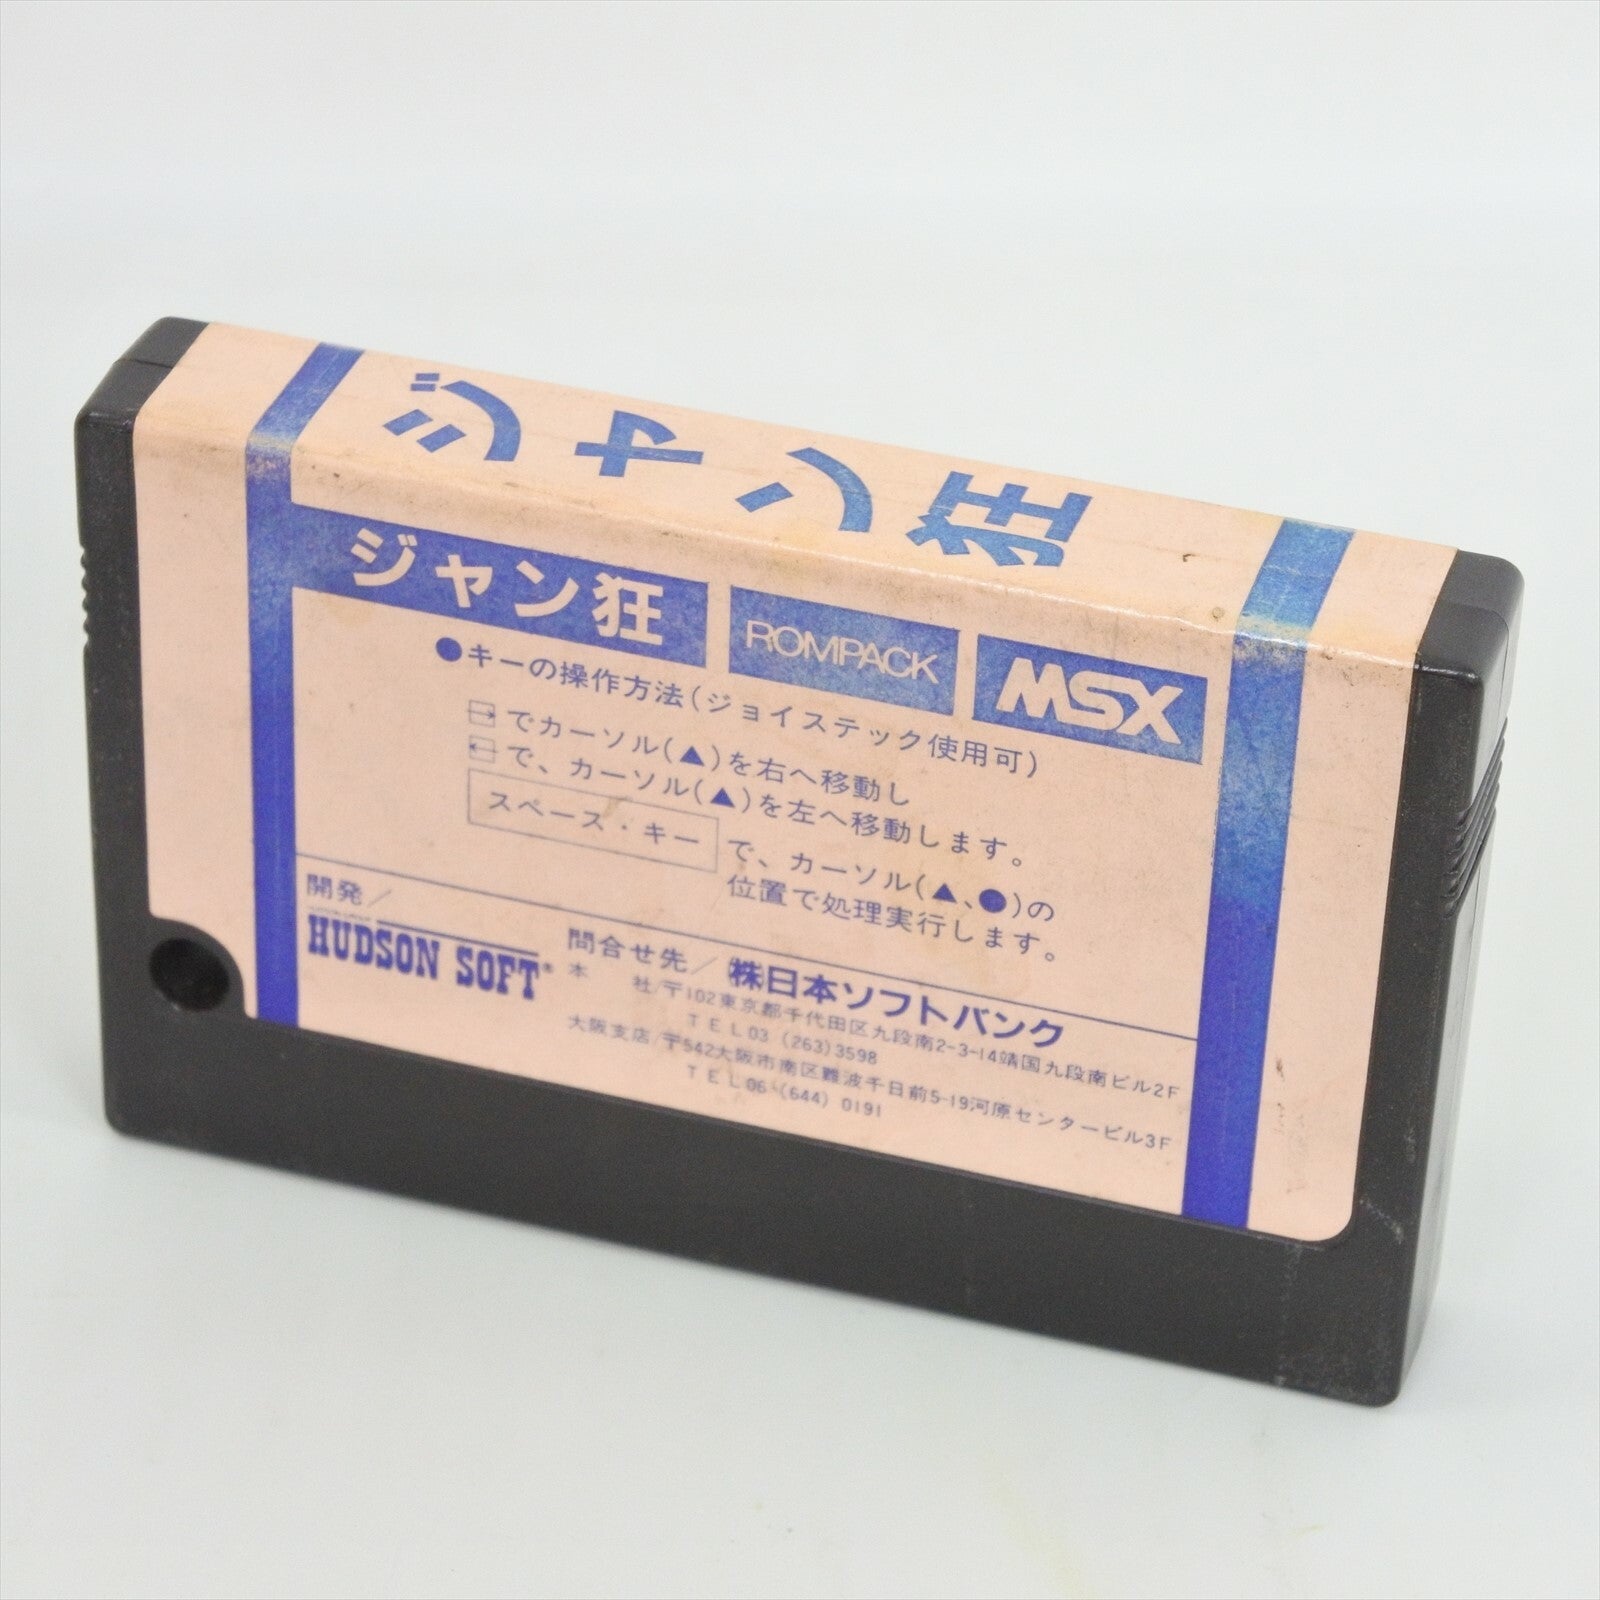 ジャン狂
ジャン狂 ROMPACK MSX
●キーの操作方法(ジョイステック使用可)
→でカーソル(▲)を右へ移動し
←で、カーソル(▲)を左へ移動します。
スペース・キー で、カーソル(▲、●)の
位置で処理実行します。
開発/
HUDSON SOFT®
問合せ先/㈱日本ソフトバンク
本 社/〒102東京都千代田区九段南2-3-14靖国九段南ビル2F
TEL03 (263)3598
大阪支店/〒542大阪市南区難波千日前5-19河原センタービル3F
TEL06 (644) 0191